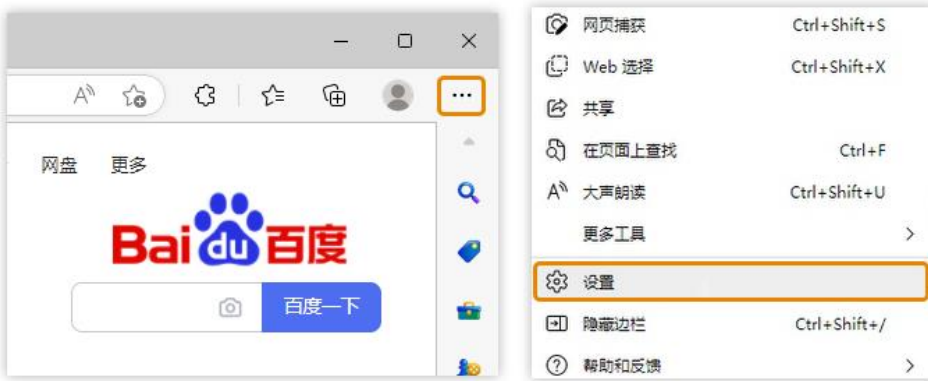 网盘 更多
Bai du 百度
百度一下
网页捕获 Ctrl+Shift+S
Web 选择 Ctrl+Shift+X
共享
在页面上查找 Ctrl+F
大声朗读 Ctrl+Shift+U
更多工具
设置
隐藏边栏 Ctrl+Shift+/
帮助和反馈